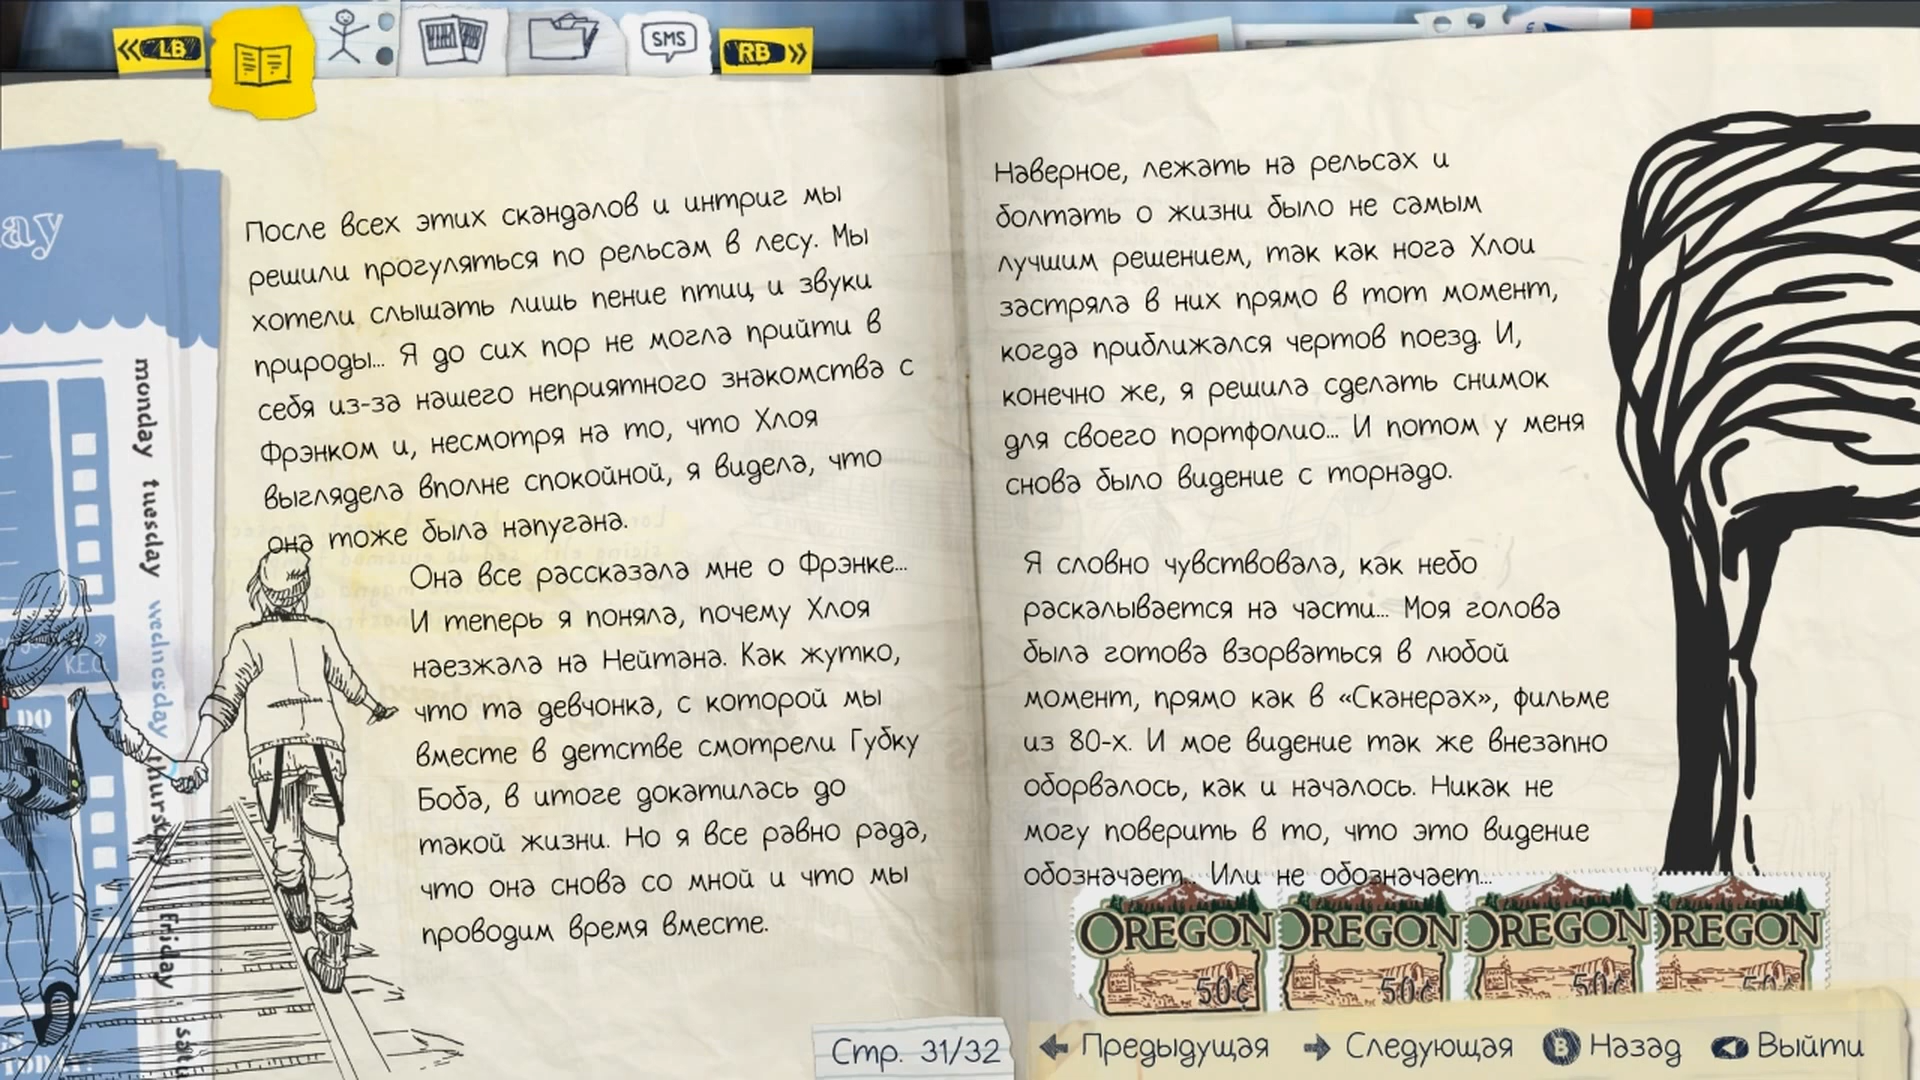 LB
SMS
RB
ay
monday tuesday wednesday thursday friday satu
После всех этих скандалов и интриг мы
решили прогуляться по рельсам в лесу. Мы
хотели слышать лишь пение птиц и звуки
природы... Я до сих пор не могла прийти в
себя из-за нашего неприятного знакомства с
Фрэнком и, несмотря на то, что Хлоя
выглядела вполне спокойной, я видела, что
она тоже была напугана.
Она все рассказала мне о Фрэнке...
И теперь я поняла, почему Хлоя
наезжала на Нейтана. Как жутко,
что та девчонка, с которой мы
вместе в детстве смотрели Губку
Боба, в итоге докатилась до
такой жизни. Но я все равно рада,
что она снова со мной и что мы
проводим время вместе.
DO
Наверное, лежать на рельсах и
болтать о жизни было не самым
лучшим решением, так как нога Хлои
застряла в них прямо в тот момент,
когда приближался чертов поезд. И,
конечно же, я решила сделать снимок
для своего портфолио... И потом у меня
снова было видение с торнадо.
Я словно чувствовала, как небо
раскалывается на части... Моя голова
была готова взорваться в любой
момент, прямо как в «Сканерах», фильме
из 80-х. И мое видение так же внезапно
оборвалось, как и началось. Никак не
могу поверить в то, что это видение
обозначает... Или не обозначает...
OREGON OREGON OREGON OREGON
50¢ 50¢ 50¢ 50¢
Стр. 31/32
Предыдущая Следующая B Назад Выйти